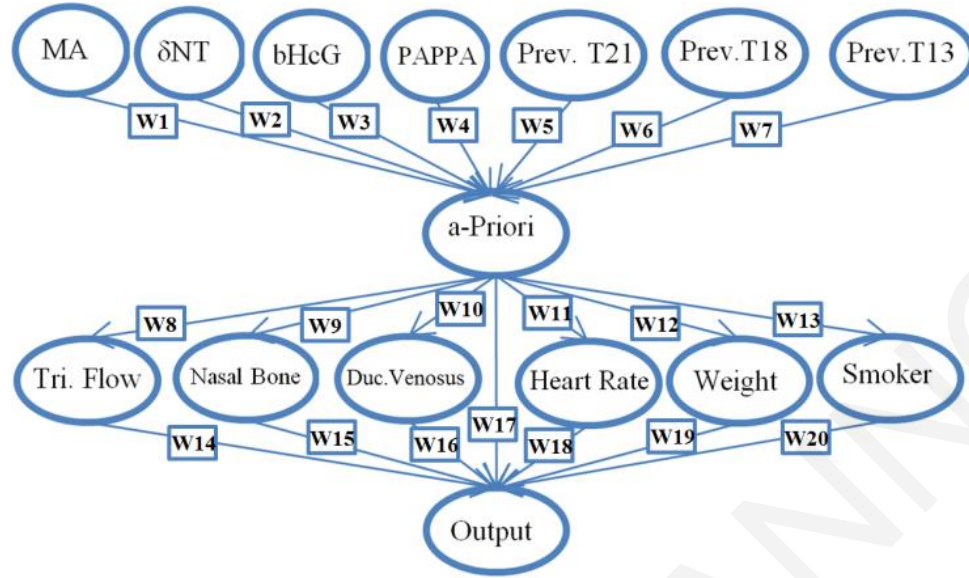 MA
δNT
bHcG
PAPPA
Prev. T21
Prev.T18
Prev.T13
W1
W2
W3
W4
W5
W6
W7
a-Priori
W8
W9
W10
W11
W12
W13
Tri. Flow
Nasal Bone
Duc.Venosus
Heart Rate
Weight
Smoker
W14
W15
W16
W17
W18
W19
W20
Output